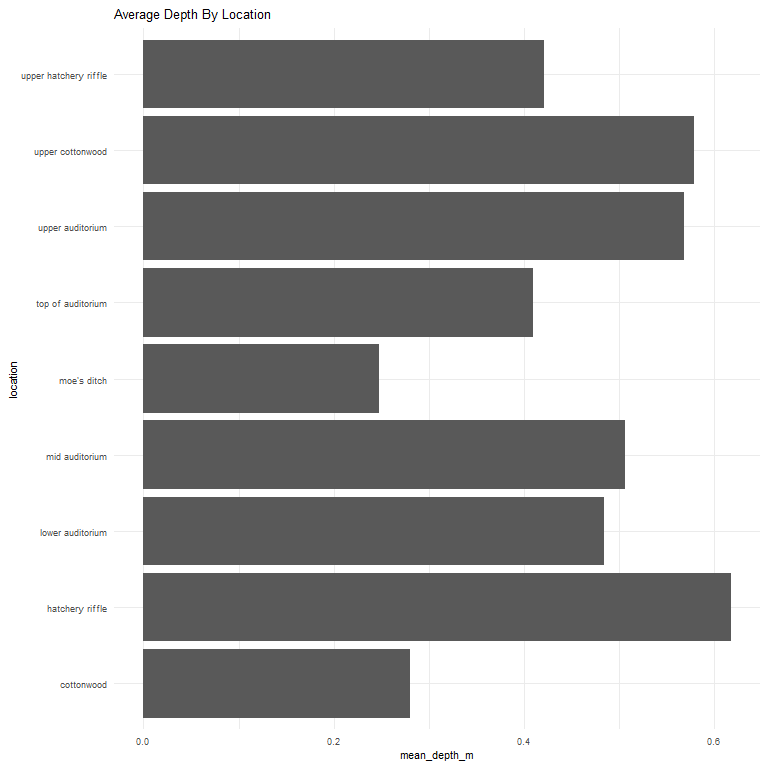 Average Depth By Location
upper hatchery riffle
upper cottonwood
upper auditorium
top of auditorium
moe's ditch
mid auditorium
lower auditorium
hatchery riffle
cottonwood
location
0.0 0.2 0.4 0.6
mean_depth_m